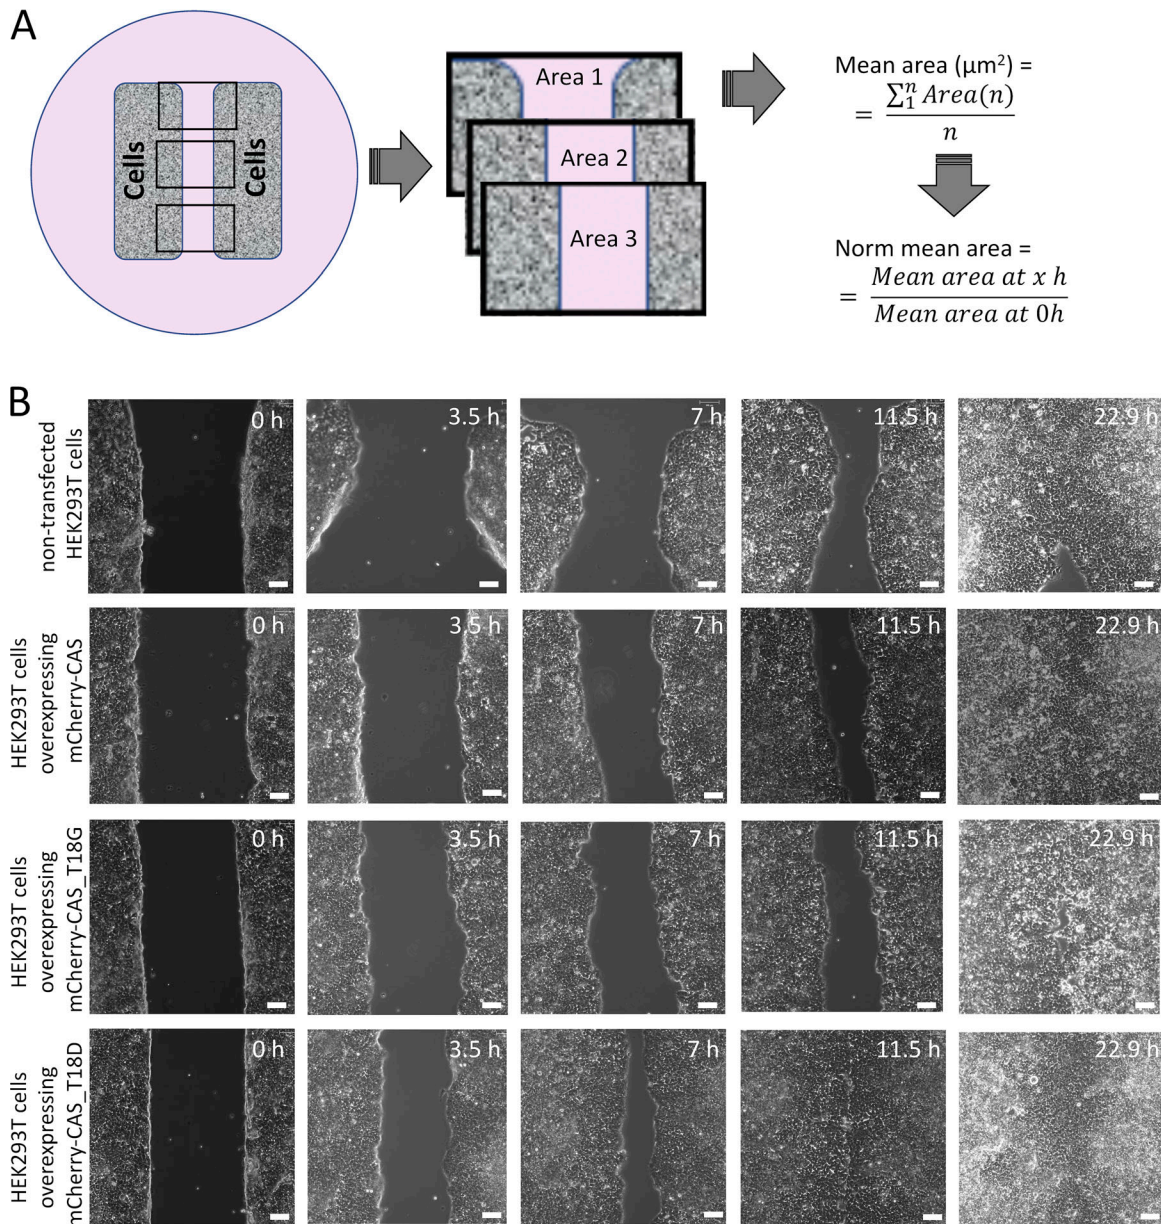 A
Cells
Cells
Area 1
Area 2
Area 3
Mean area (µm²) =
= ∑₁ⁿ Area(n) / n
Norm mean area =
= Mean area at x h / Mean area at 0h
B
non-transfected
HEK293T cells
0 h
3.5 h
7 h
11.5 h
22.9 h
HEK293T cells
overexpressing
mCherry-CAS
0 h
3.5 h
7 h
11.5 h
22.9 h
HEK293T cells
overexpressing
mCherry-CAS_T18G
0 h
3.5 h
7 h
11.5 h
22.9 h
HEK293T cells
overexpressing
mCherry-CAS_T18D
0 h
3.5 h
7 h
11.5 h
22.9 h